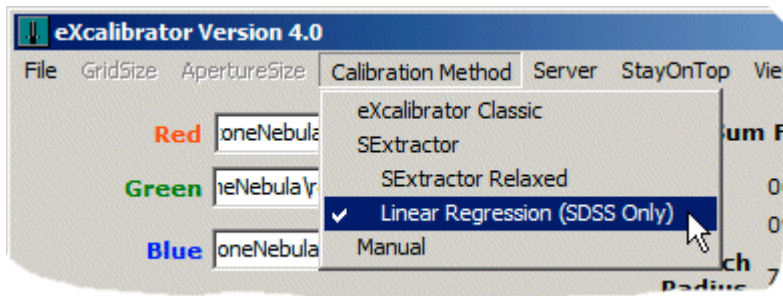 eXcalibrator Version 4.0
File GridSize ApertureSize Calibration Method Server StayOnTop
eXcalibrator Classic
Red :oneNebula
SExtractor
SExtractor Relaxed
Green neNebula\r
Linear Regression (SDSS Only)
Manual
Blue oneNebula
Radius